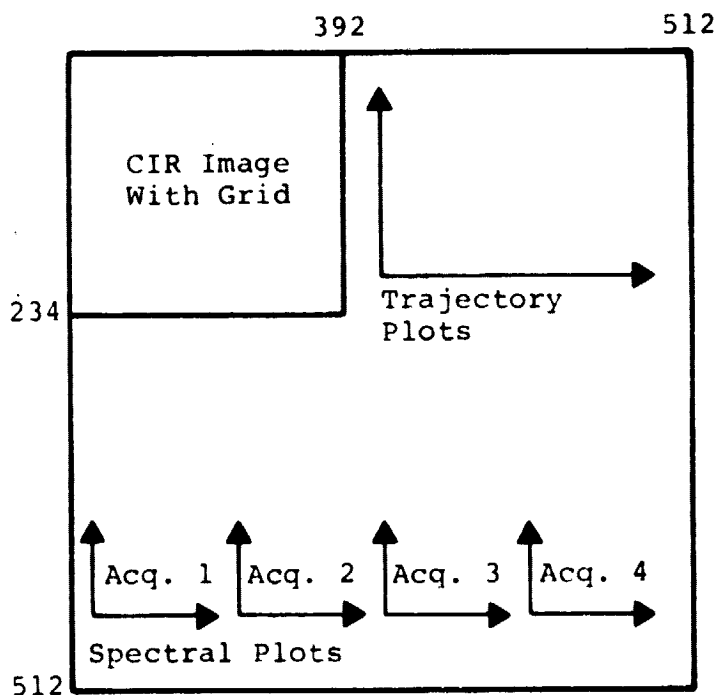 392
512
CIR Image
With Grid
Trajectory
Plots
234
Acq. 1
Acq. 2
Acq. 3
Acq. 4
Spectral Plots
512